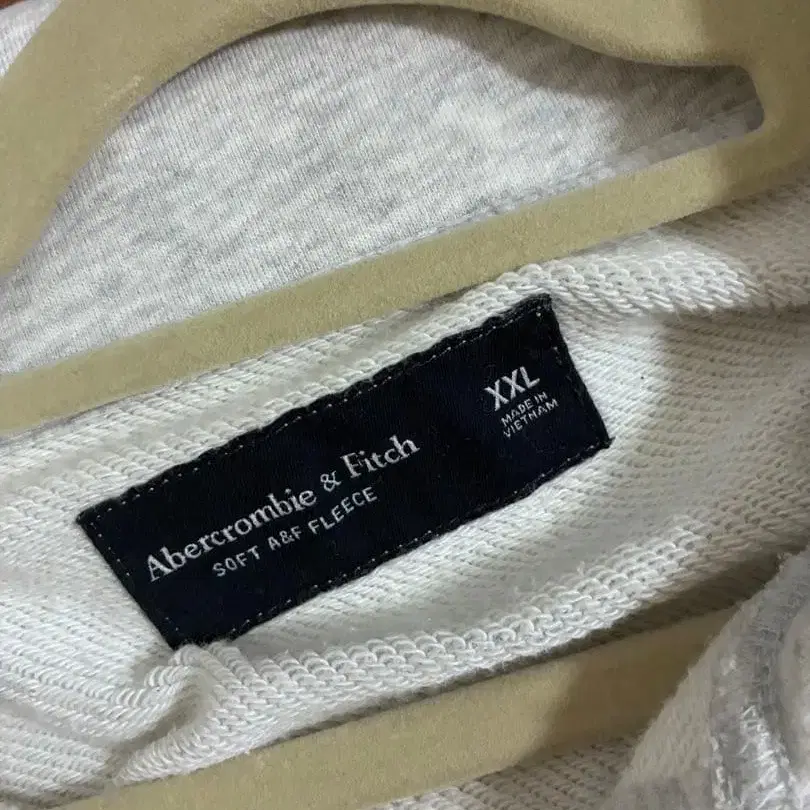 Abercrombie & Fitch
SOFT A&F FLEECE
XXL
MADE IN
VIETNAM